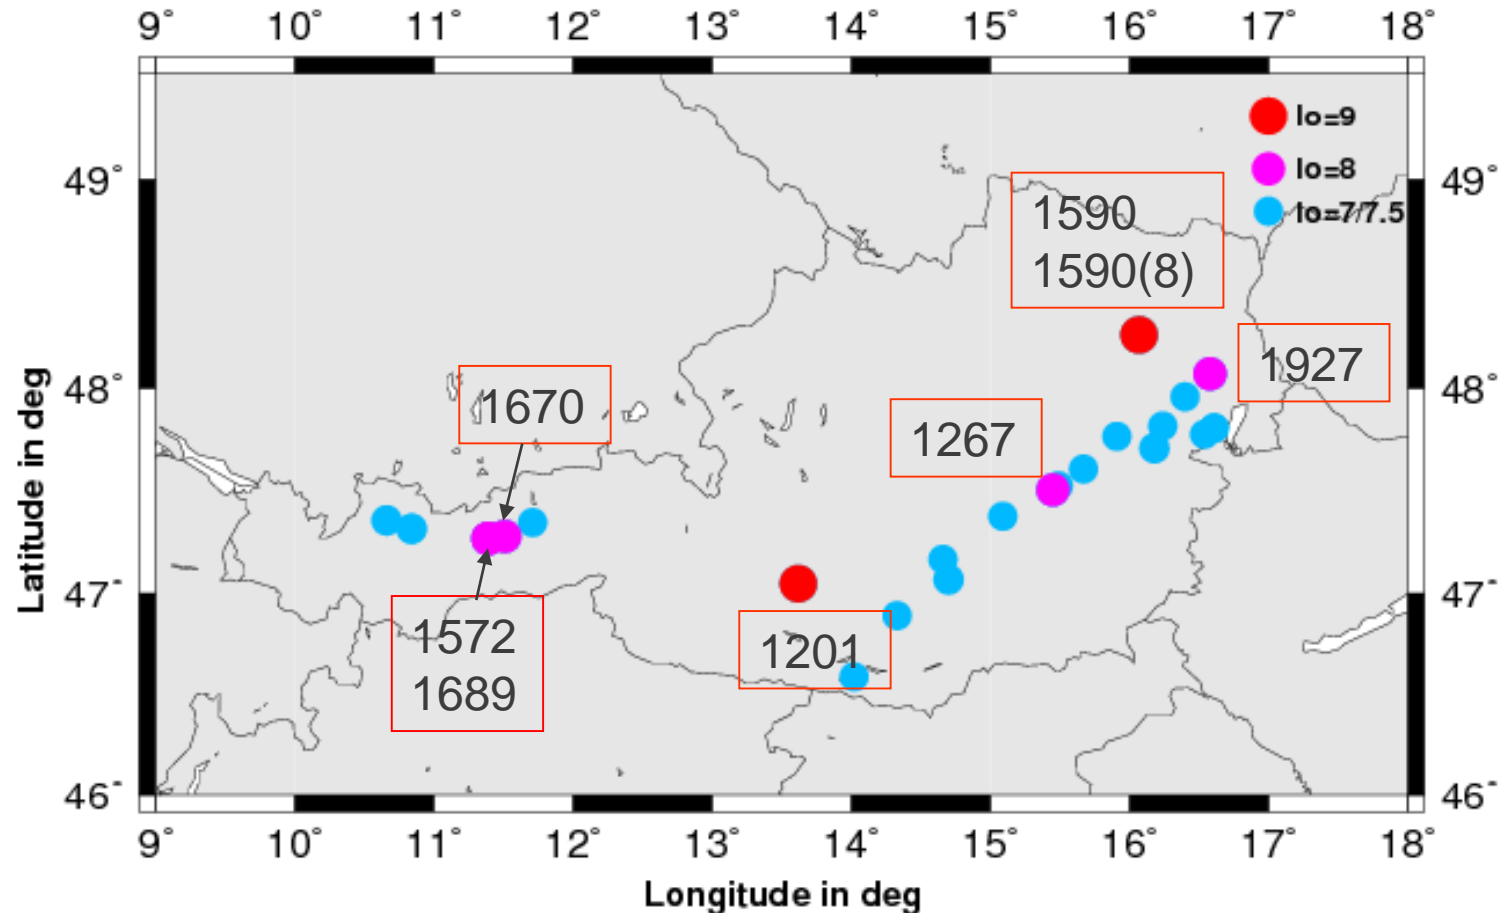 9° 10° 11° 12° 13° 14° 15° 16° 17° 18°
Io=9
49° 49°
Io=8
Io=7/7.5
1590
1590(8)
1927
48° 48°
1670
1267
Latitude in deg
47° 47°
1572
1689
1201
46° 46°
9° 10° 11° 12° 13° 14° 15° 16° 17° 18°
Longitude in deg